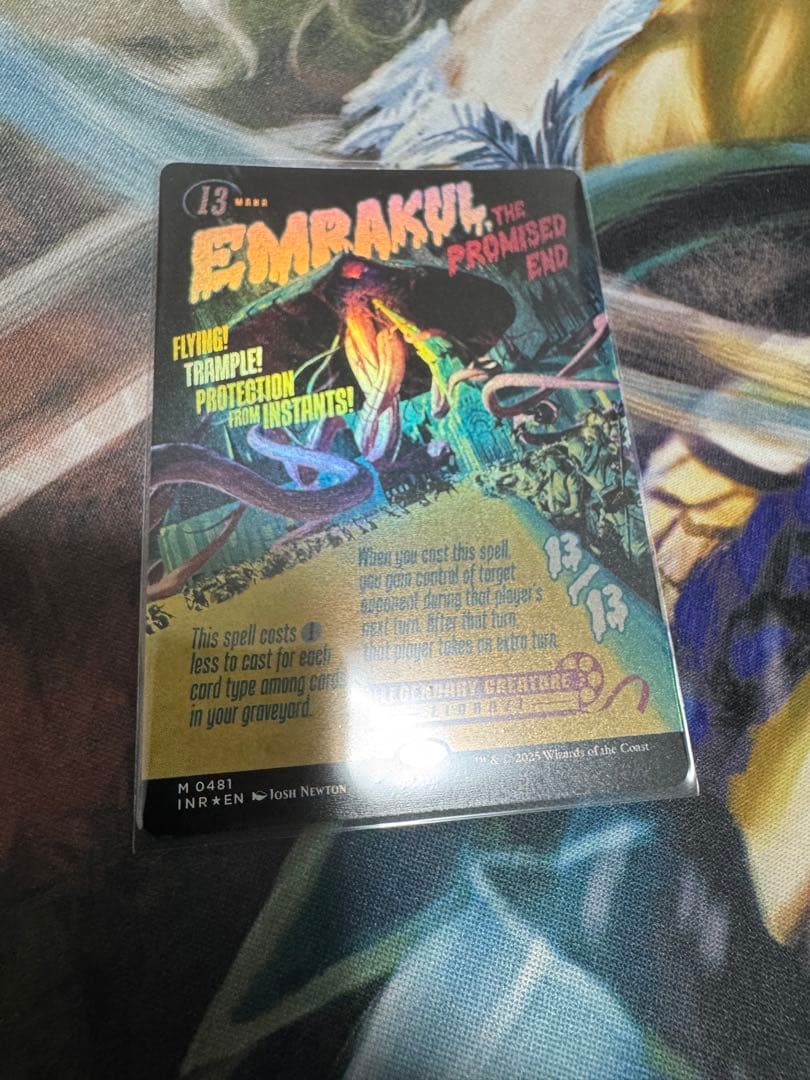 13 MANA
EMRAKUL, THE
PROMISED
END
FLYING!
TRAMPLE!
PROTECTION
FROM INSTANTS!
When you cast this spell,
you gain control of target
opponent during that player's
next turn. After that turn,
that player takes an extra turn.
13/13
This spell costs 1
less to cast for each
card type among cards
in your graveyard.
LEGENDARY CREATURE
ELDRAZI
M 0481
INR★EN JOSH NEWTON
™ & © 2025 Wizards of the Coast